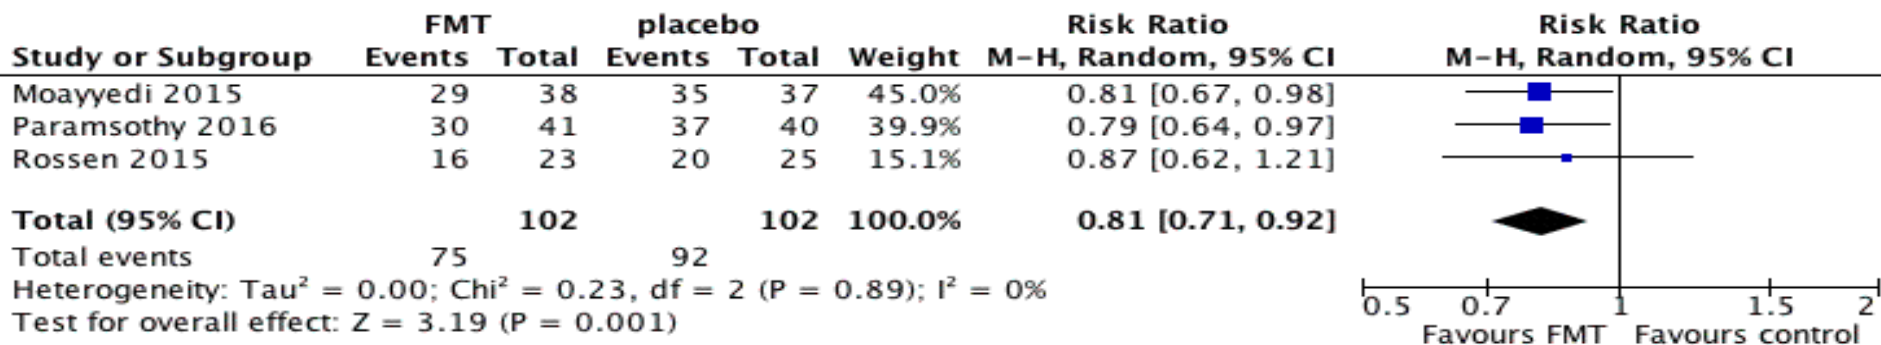 FMT placebo Risk Ratio Risk Ratio
Study or Subgroup Events Total Events Total Weight M-H, Random, 95% CI M-H, Random, 95% CI
Moayyedi 2015 29 38 35 37 45.0% 0.81 [0.67, 0.98]
Paramsothy 2016 30 41 37 40 39.9% 0.79 [0.64, 0.97]
Rossen 2015 16 23 20 25 15.1% 0.87 [0.62, 1.21]
Total (95% CI) 102 102 100.0% 0.81 [0.71, 0.92]
Total events 75 92
Heterogeneity: Tau² = 0.00; Chi² = 0.23, df = 2 (P = 0.89); I² = 0%
0.5 0.7 1 1.5 2
Test for overall effect: Z = 3.19 (P = 0.001)
Favours FMT Favours control